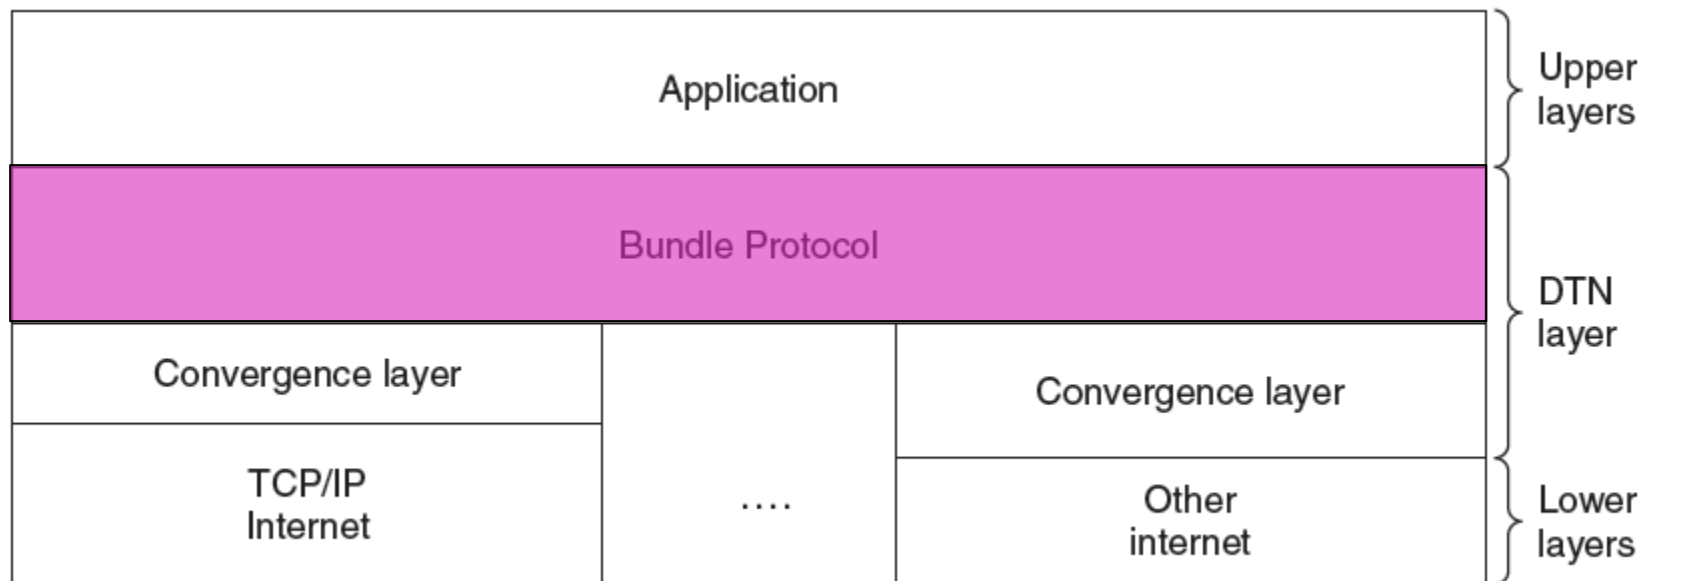 Application
Upper
layers
Bundle Protocol
DTN
layer
Convergence layer
Convergence layer
TCP/IP
Internet
....
Other
internet
Lower
layers